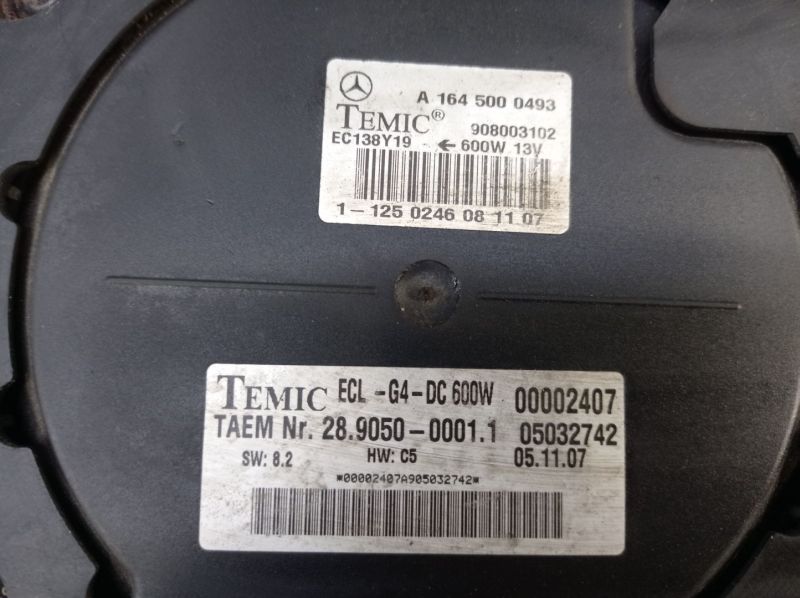 A 164 500 0493
TEMIC® 908003102
EC138Y19 ← 600W 13V
1-125 0246 08 11 07
TEMIC ECL -G4-DC 600W 00002407
TAEM Nr. 28.9050-0001.1 05032742
SW: 8.2 HW: C5 05.11.07
*00002407A905032742*